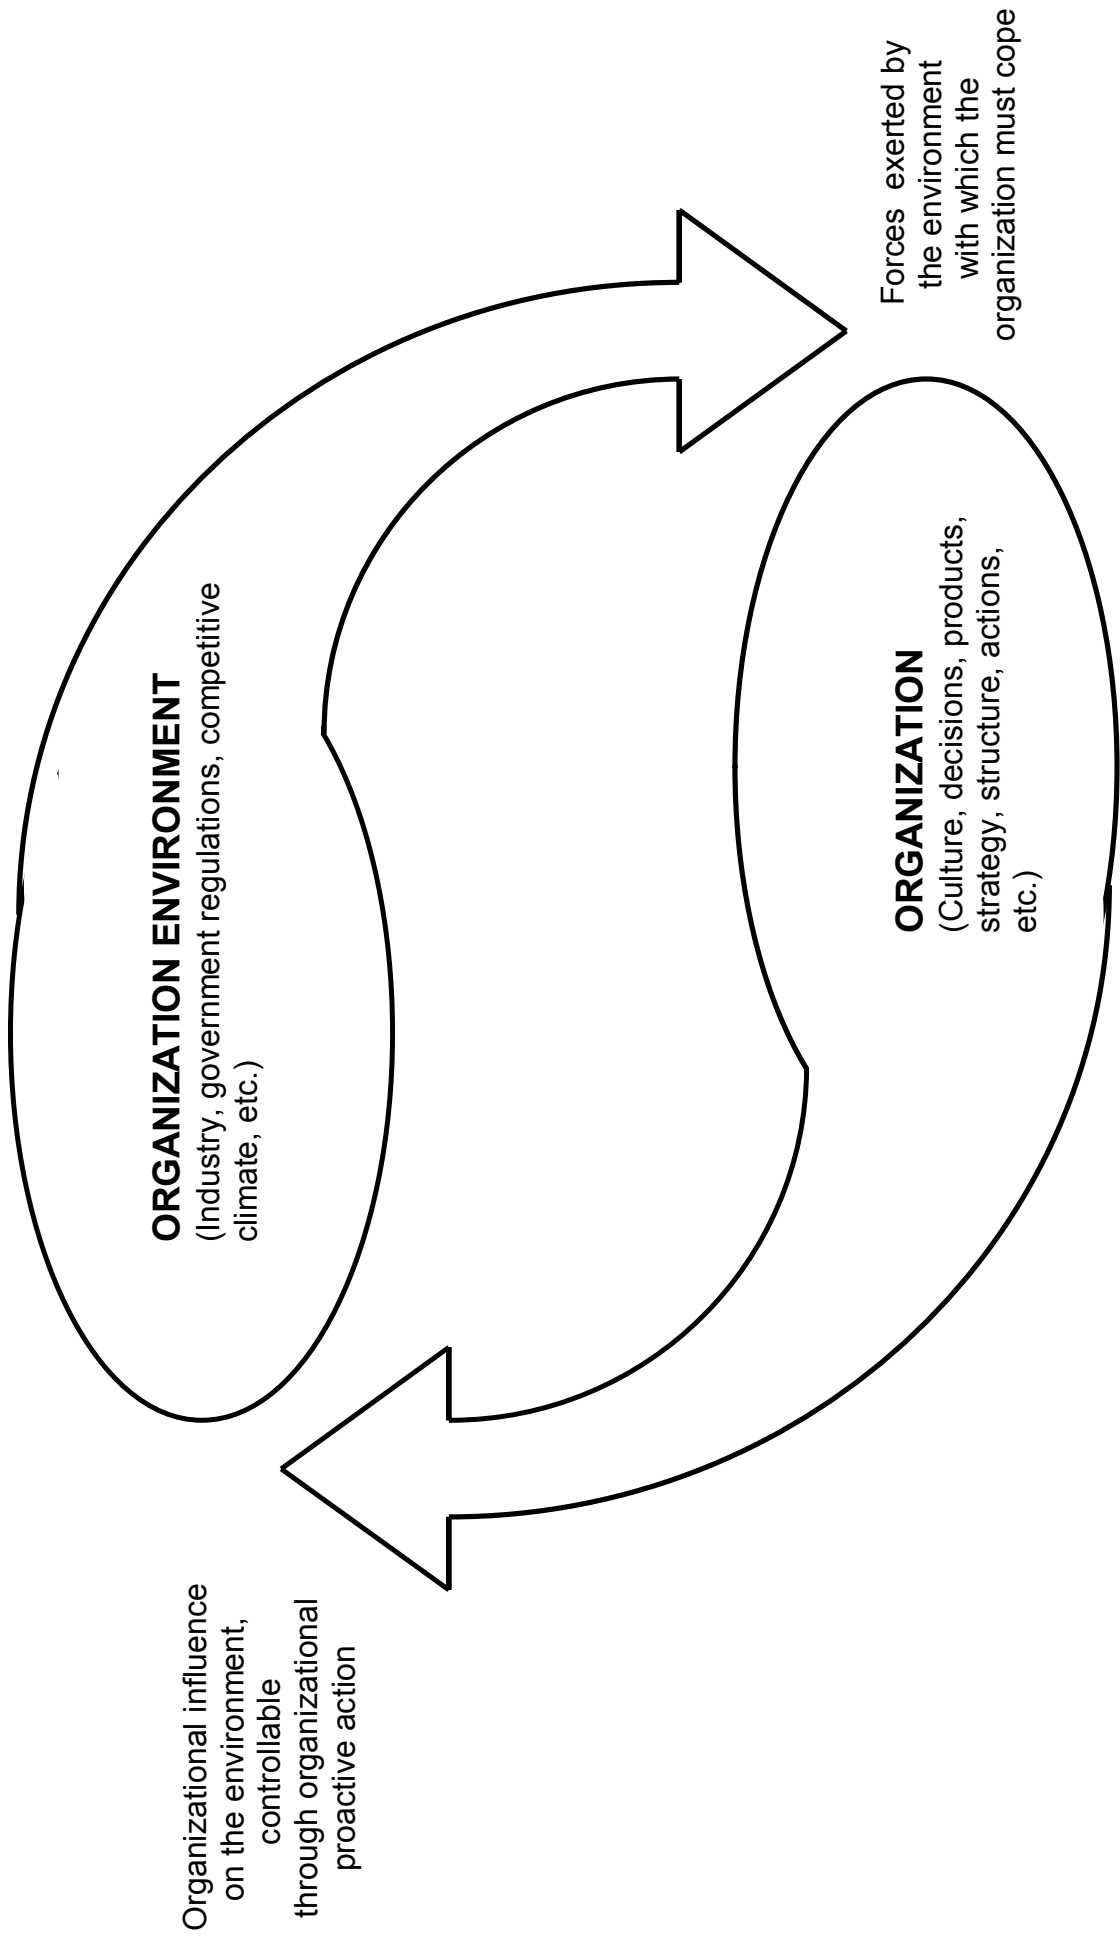 Organizational influence
on the environment,
controllable
through organizational
proactive action
ORGANIZATION ENVIRONMENT
(Industry, government regulations, competitive
climate, etc.)
ORGANIZATION
(Culture, decisions, products,
strategy, structure, actions,
etc.)
Forces exerted by
the environment
with which the
organization must cope